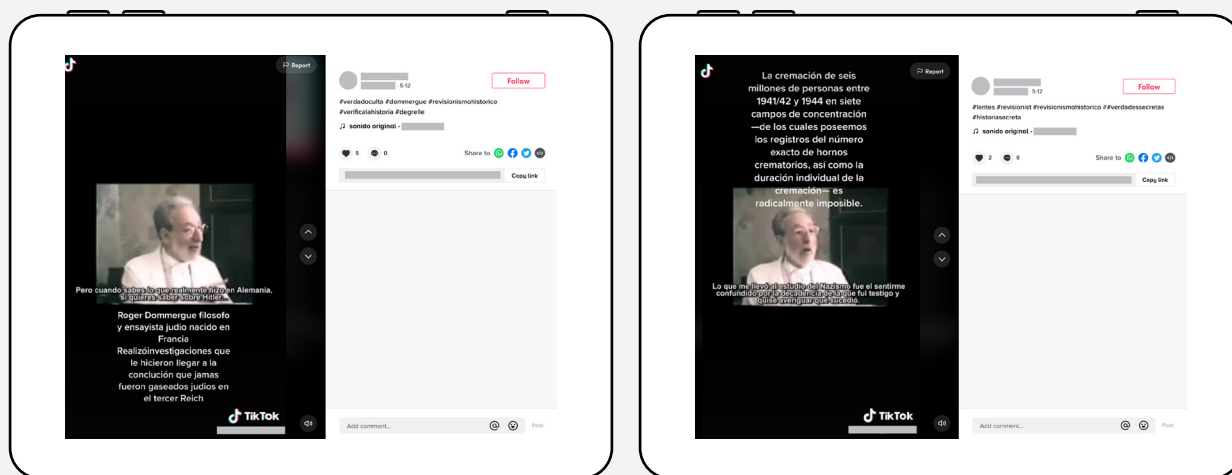 Report
Pero cuando sabes lo que realmente hizo en Alemania,
si quieres saber sobre Hitler.
Roger Dommergue filosofo
y ensayista judio nacido en
Francia
Realizóinvestigaciones que
le hicieron llegar a la
conclución que jamas
fueron gaseados judios en
el tercer Reich
TikTok
· 5-12
Follow
#verdadoculta #dommergue #revisionismohistorico
#verificalahistoria #degrelle
sonido original -
5
0
Share to
Copy link
Add comment...
Post
La cremación de seis
millones de personas entre
1941/42 y 1944 en siete
campos de concentración
—de los cuales poseemos
los registros del número
exacto de hornos
crematorios, así como la
duración individual de la
cremación— es
radicalmente imposible.
Report
Lo que me llevó al estudio del Nazismo fue el sentirme
confundido por la decadencia de la que fui testigo y
quise averiguar que sucedió.
TikTok
· 5-12
Follow
#lentes #revisionist #revisionismohistorico ##verdadessecretas
#historiasecreta
sonido original -
2
0
Share to
Copy link
Add comment...
Post